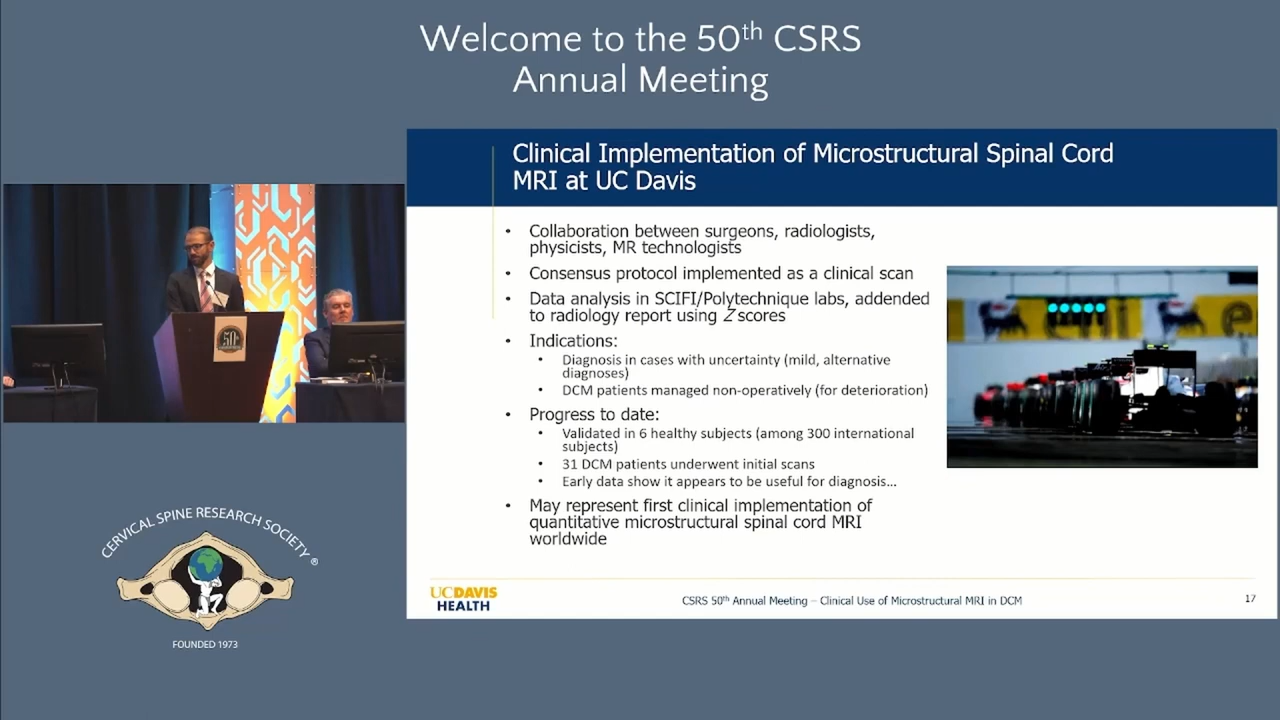 Welcome to the 50th CSRS
Annual Meeting
Clinical Implementation of Microstructural Spinal Cord
MRI at UC Davis
• Collaboration between surgeons, radiologists,
physicists, MR technologists
• Consensus protocol implemented as a clinical scan
• Data analysis in SCIFI/Polytechnique labs, addended
to radiology report using Z scores
• Indications:
• Diagnosis in cases with uncertainty (mild, alternative
diagnoses)
• DCM patients managed non-operatively (for deterioration)
• Progress to date:
• Validated in 6 healthy subjects (among 300 international
subjects)
• 31 DCM patients underwent initial scans
• Early data show it appears to be useful for diagnosis...
• May represent first clinical implementation of
quantitative microstructural spinal cord MRI
worldwide
UCDAVIS
HEALTH
CSRS 50th Annual Meeting – Clinical Use of Microstructural MRI in DCM
17
50
CERVICAL SPINE RESEARCH SOCIETY ®
FOUNDED 1973